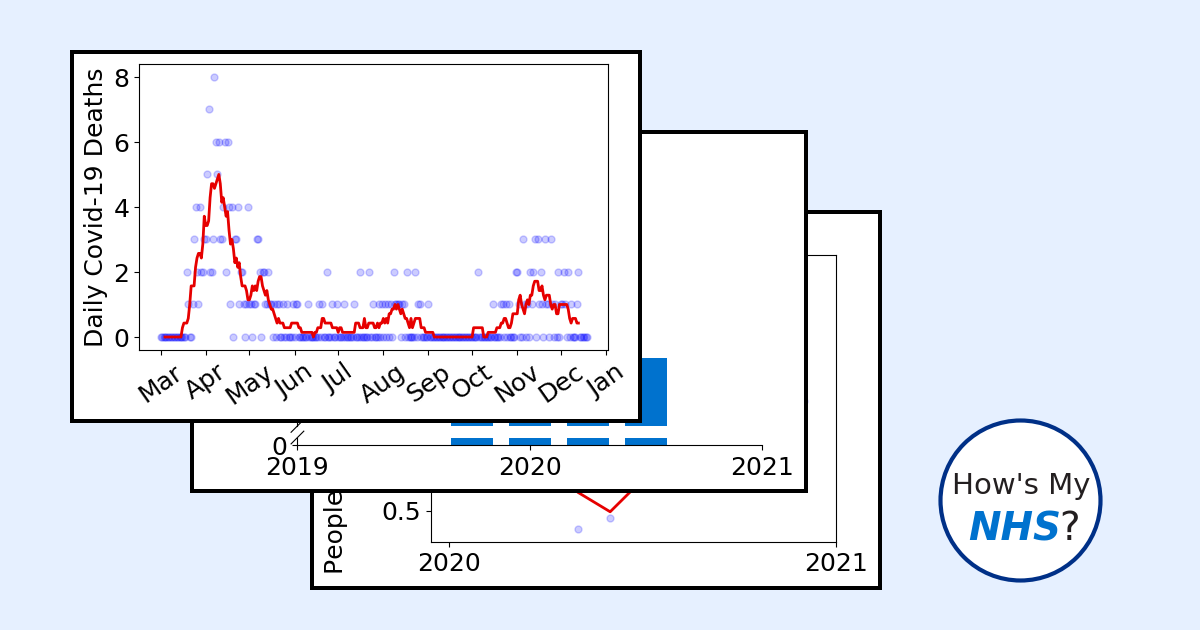 Daily Covid-19 Deaths
8
6
4
2
0
Mar Apr May Jun Jul Aug Sep Oct Nov Dec Jan
0
2019 2020 2021
People
0.5
2020 2021
How's My
NHS?